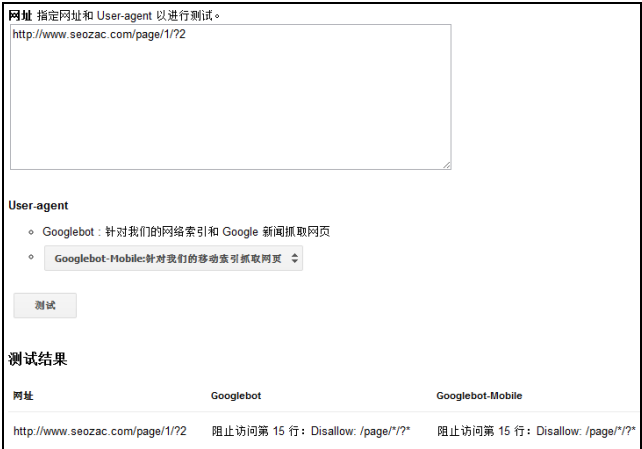 网址 指定网址和 User-agent 以进行测试。
http://www.seozac.com/page/1/?2
User-agent
Googlebot：针对我们的网络索引和 Google 新闻抓取网页
Googlebot-Mobile:针对我们的移动索引抓取网页
测试
测试结果
网址 Googlebot Googlebot-Mobile
http://www.seozac.com/page/1/?2 阻止访问第 15 行：Disallow: /page/*/?* 阻止访问第 15 行：Disallow: /page/*/?*